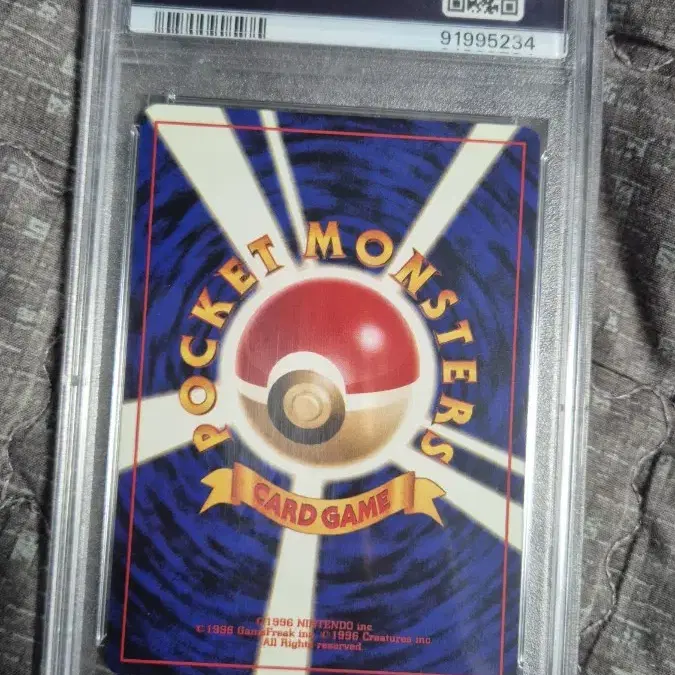 91995234
POCKET MONSTERS
CARD GAME
©1996 NINTENDO inc.
©1996 GameFreak inc. ©1996 Creatures inc.
All Rights reserved.